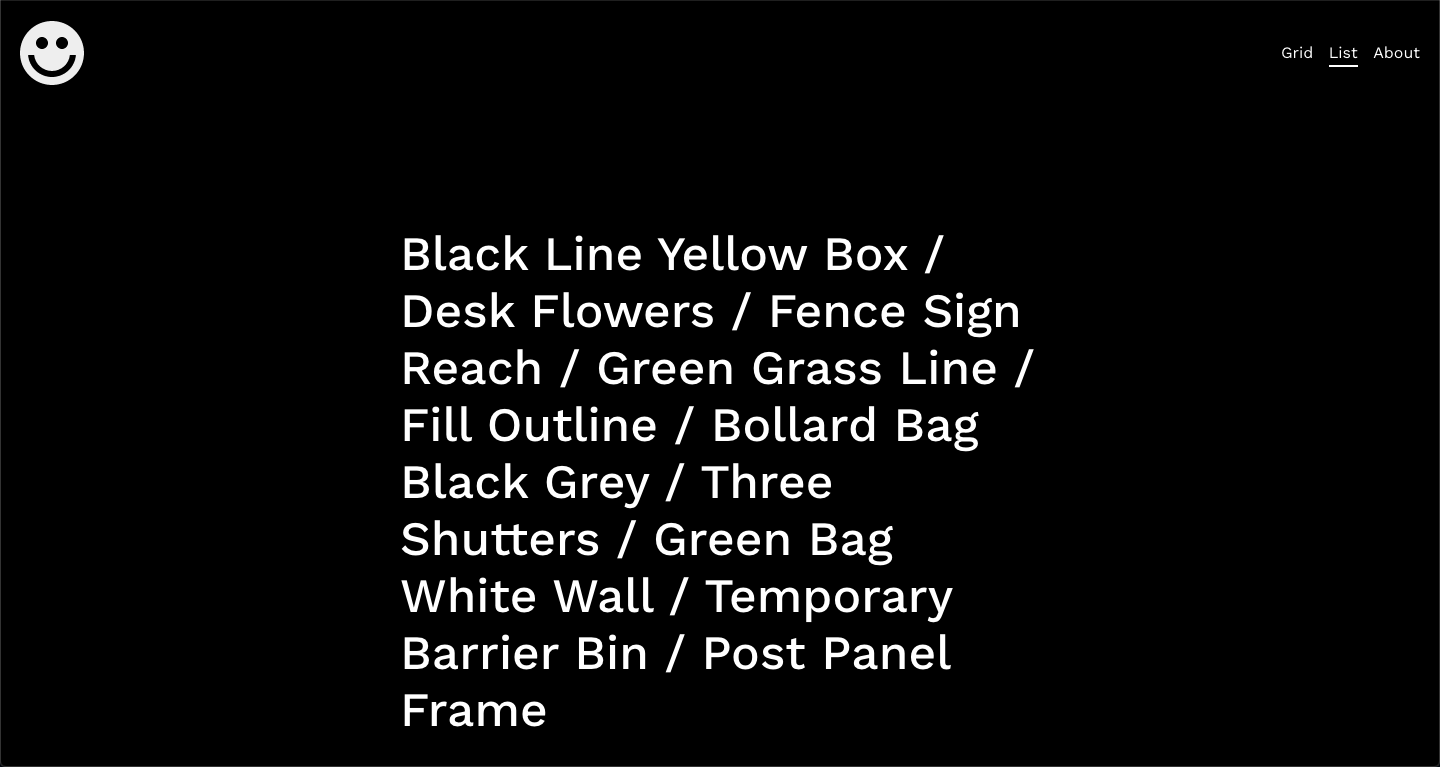 Grid List About
Black Line Yellow Box /
Desk Flowers / Fence Sign
Reach / Green Grass Line /
Fill Outline / Bollard Bag
Black Grey / Three
Shutters / Green Bag
White Wall / Temporary
Barrier Bin / Post Panel
Frame